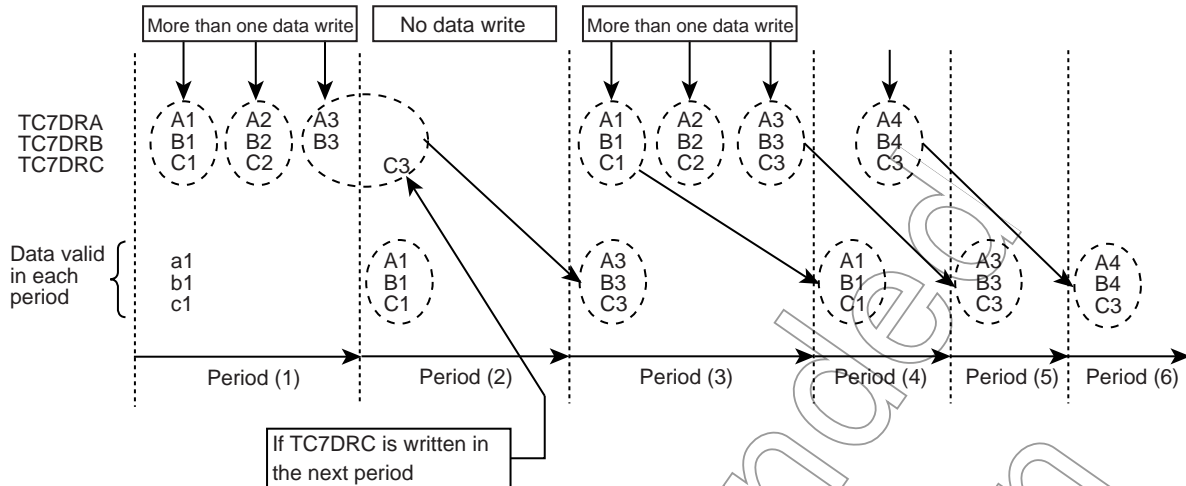 More than one data write
No data write
More than one data write
TC7DRA
TC7DRB
TC7DRC
A1
B1
C1
A2
B2
C2
A3
B3
C3
A1
B1
C1
A2
B2
C2
A3
B3
C3
A4
B4
C3
Data valid
in each
period
a1
b1
c1
A1
B1
C1
A3
B3
C3
A1
B1
C1
A3
B3
C3
A4
B4
C3
Period (1)
Period (2)
Period (3)
Period (4)
Period (5)
Period (6)
If TC7DRC is written in
the next period